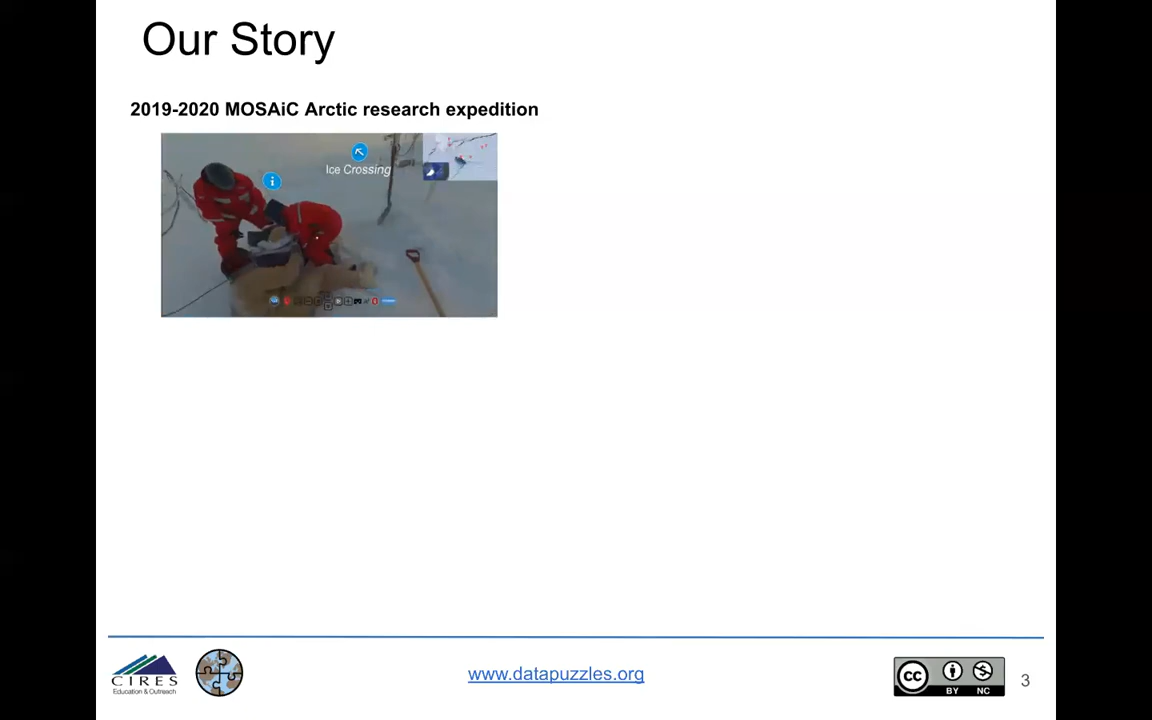 Our Story
2019-2020 MOSAiC Arctic research expedition
Ice Crossing
i
CIRES
Education & Outreach
www.datapuzzles.org
cc
BY NC
3